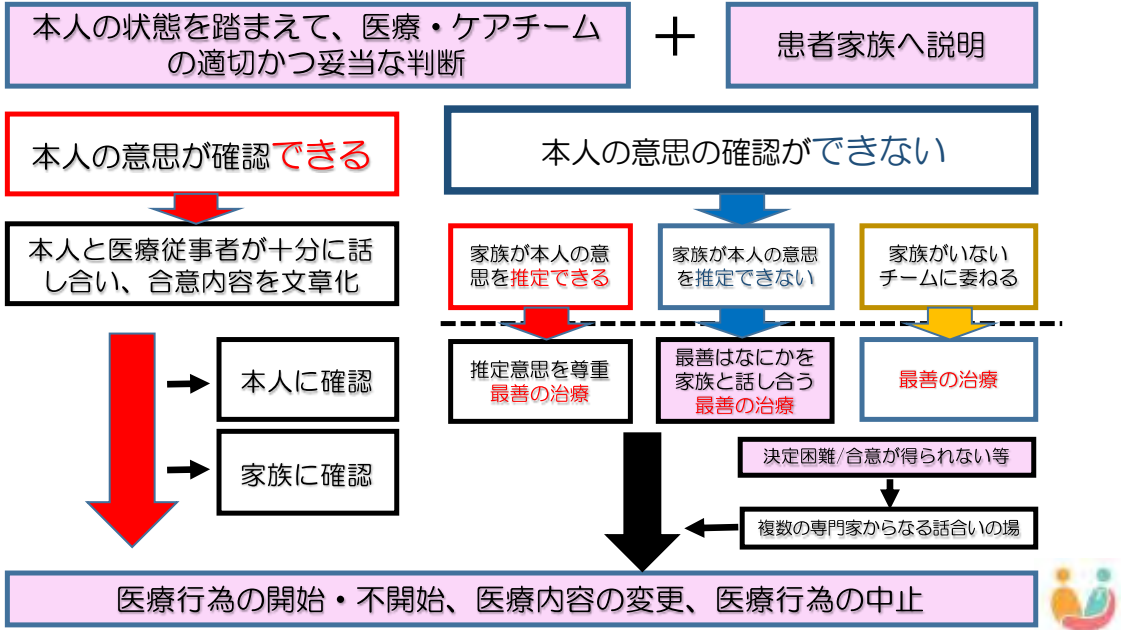 本人の状態を踏まえて、医療・ケアチーム
の適切かつ妥当な判断
＋
患者家族へ説明
本人の意思が確認できる
本人の意思の確認ができない
本人と医療従事者が十分に話
し合い、合意内容を文章化
家族が本人の意
思を推定できる
家族が本人の意思
を推定できない
家族がいない
チームに委ねる
本人に確認
家族に確認
推定意思を尊重
最善の治療
最善はなにかを
家族と話し合う
最善の治療
最善の治療
決定困難/合意が得られない等
複数の専門家からなる話合いの場
医療行為の開始・不開始、医療内容の変更、医療行為の中止